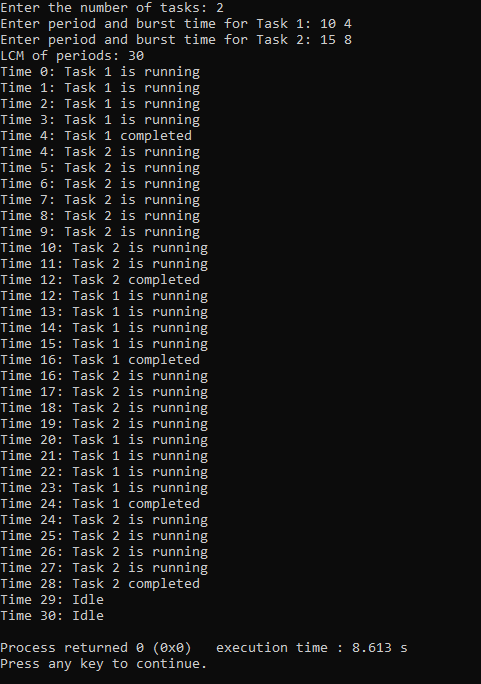 Enter the number of tasks: 2
Enter period and burst time for Task 1: 10 4
Enter period and burst time for Task 2: 15 8
LCM of periods: 30
Time 0: Task 1 is running
Time 1: Task 1 is running
Time 2: Task 1 is running
Time 3: Task 1 is running
Time 4: Task 1 completed
Time 4: Task 2 is running
Time 5: Task 2 is running
Time 6: Task 2 is running
Time 7: Task 2 is running
Time 8: Task 2 is running
Time 9: Task 2 is running
Time 10: Task 2 is running
Time 11: Task 2 is running
Time 12: Task 2 completed
Time 12: Task 1 is running
Time 13: Task 1 is running
Time 14: Task 1 is running
Time 15: Task 1 is running
Time 16: Task 1 completed
Time 16: Task 2 is running
Time 17: Task 2 is running
Time 18: Task 2 is running
Time 19: Task 2 is running
Time 20: Task 1 is running
Time 21: Task 1 is running
Time 22: Task 1 is running
Time 23: Task 1 is running
Time 24: Task 1 completed
Time 24: Task 2 is running
Time 25: Task 2 is running
Time 26: Task 2 is running
Time 27: Task 2 is running
Time 28: Task 2 completed
Time 29: Idle
Time 30: Idle
Process returned 0 (0x0)   execution time : 8.613 s
Press any key to continue.